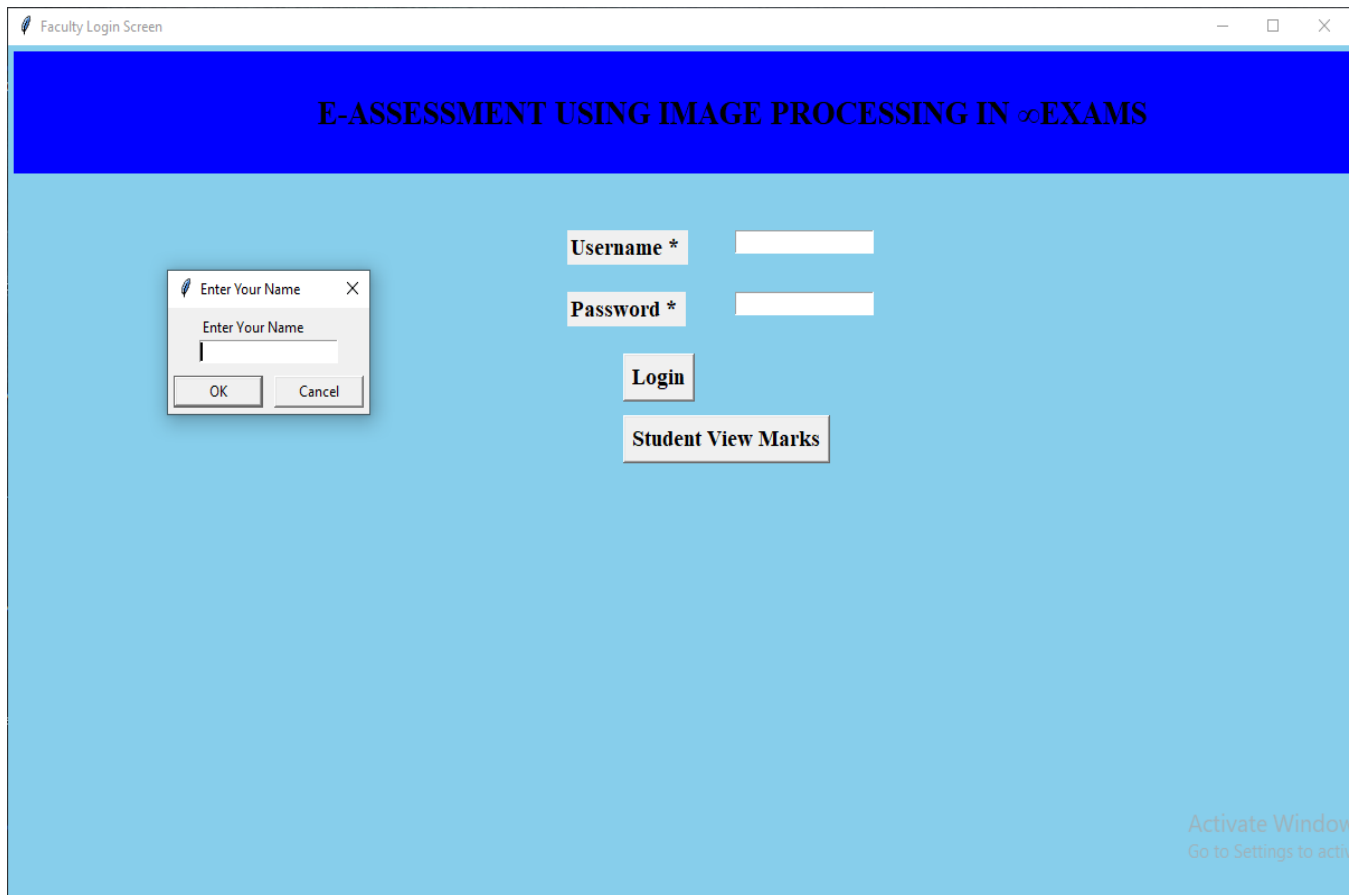 Faculty Login Screen
E-ASSESSMENT USING IMAGE PROCESSING IN ∞EXAMS
Username *
Enter Your Name
Password *
Enter Your Name
OK Cancel
Login
Student View Marks
Activate Window
Go to Settings to activ